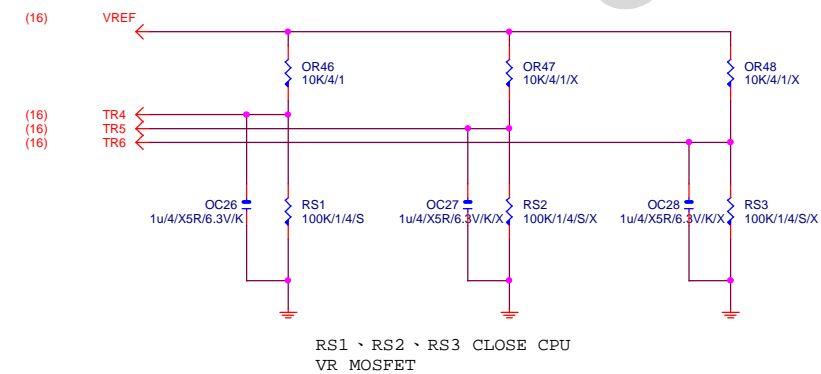 (16) VREF
OR46
10K/4/1
OR47
10K/4/1/X
OR48
10K/4/1/X
(16) TR4
(16) TR5
(16) TR6
OC26
1u/4/X5R/6.3V/K
RS1
100K/1/4/S
OC27
1u/4/X5R/6.3V/K/X
RS2
100K/1/4/S/X
OC28
1u/4/X5R/6.3V/K/X
RS3
100K/1/4/S/X
RS1、RS2、RS3 CLOSE CPU
VR MOSFET